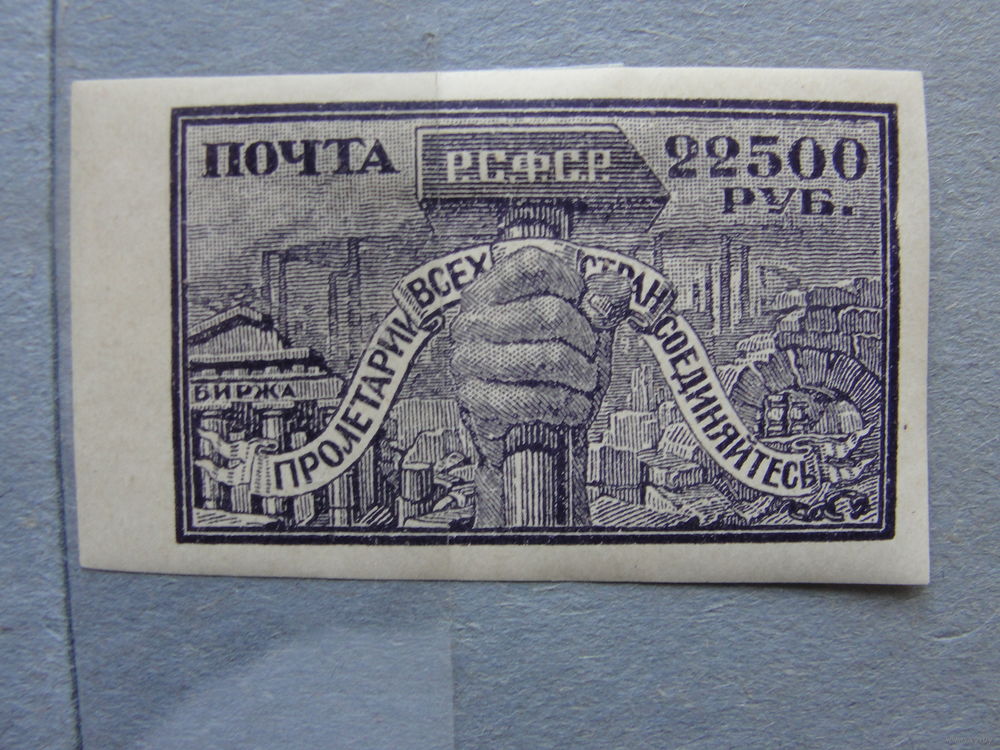 ПОЧТА
Р.С.Ф.С.Р.
22500
РУБ.
ПРОЛЕТАРИИ ВСЕХ СТРАН СОЕДИНЯЙТЕСЬ
БИРЖА